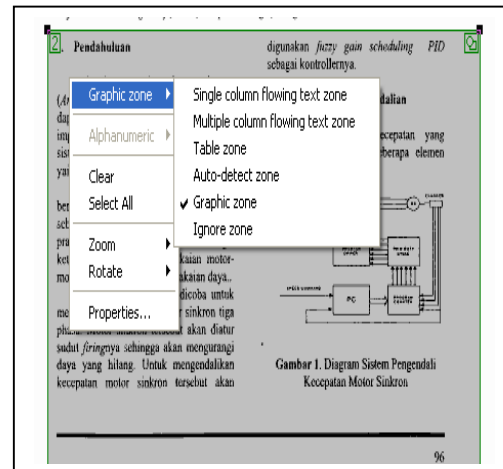 2. Pendahuluan
digunakan fuzzy gain scheduling PID
sebagai kontrollernya.
Graphic zone
Alphanumeric
Clear
Select All
Zoom
Rotate
Properties...
Single column flowing text zone
Multiple column flowing text zone
Table zone
Auto-detect zone
Graphic zone
Ignore zone
dalian
ecepatan yang
berapa elemen
kaian motor-
akaian daya..
dicoba untuk
sinkron tiga
akan diatur
sudut firingnya sehingga akan mengurangi
daya yang hilang. Untuk mengendalikan
kecepatan motor sinkron tersebut akan
PC
Gambar 1. Diagram Sistem Pengendali
Kecepatan Motor Sinkron
96